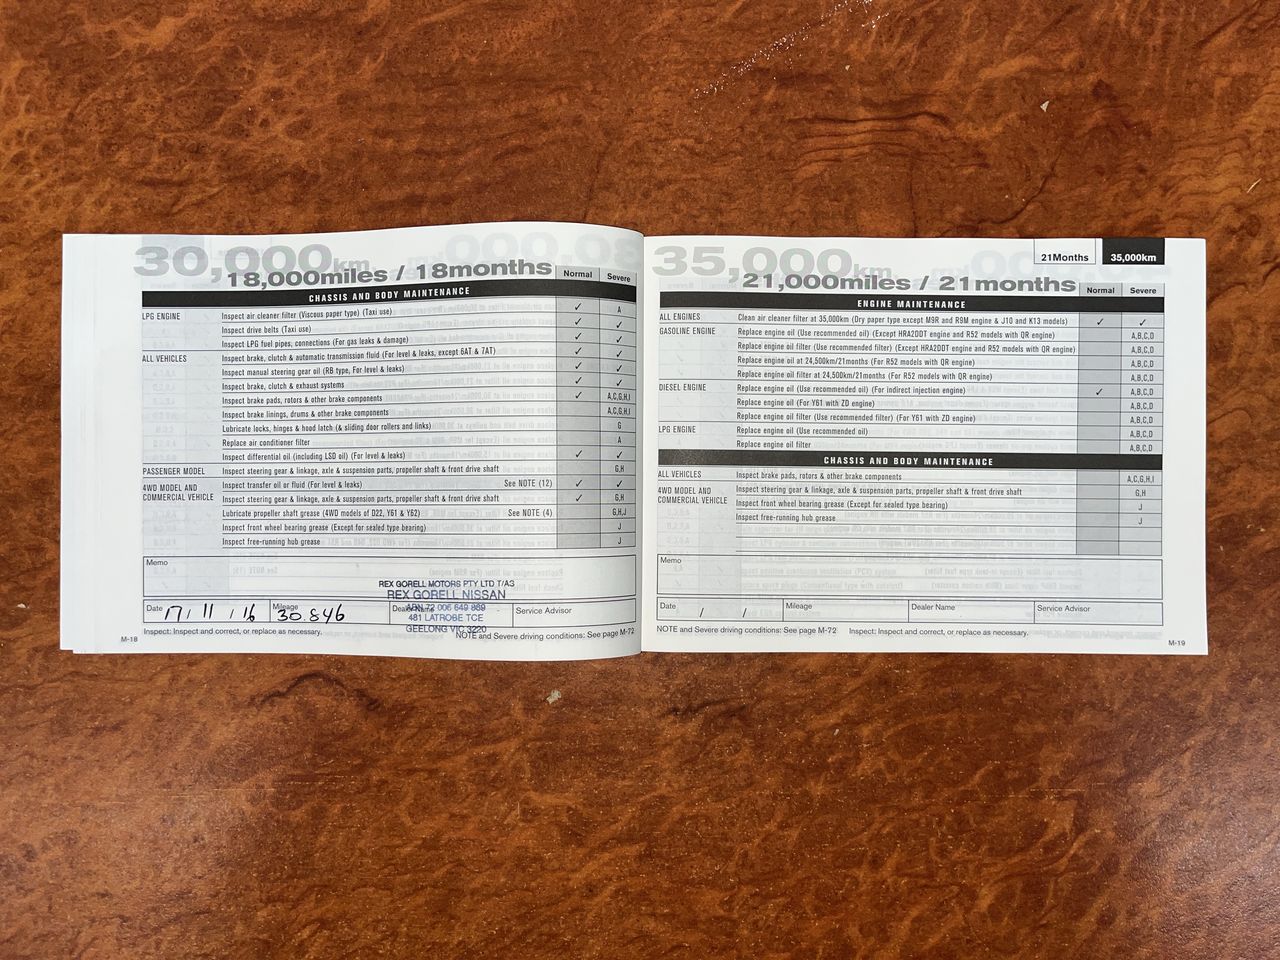 30,000km
18,000miles / 18months
Normal Severe
CHASSIS AND BODY MAINTENANCE
LPG ENGINE Inspect air cleaner filter (Viscous paper type) (Taxi use) ✓ A
Inspect drive belts (Taxi use) ✓ ✓
Inspect LPG fuel pipes, connections (For gas leaks & damage) ✓ ✓
ALL VEHICLES Inspect brake, clutch & automatic transmission fluid (For level & leaks, except 6AT & 7AT) ✓ ✓
Inspect manual steering gear oil (RB type, For level & leaks) ✓ ✓
Inspect brake, clutch & exhaust systems ✓ ✓
Inspect brake pads, rotors & other brake components ✓ A,C,G,H,I
Inspect brake linings, drums & other brake components A,C,G,H,I
Lubricate locks, hinges & hood latch (& sliding door rollers and links) G
Replace air conditioner filter A
Inspect differential oil (including LSD oil) (For level & leaks) ✓ ✓
PASSENGER MODEL Inspect steering gear & linkage, axle & suspension parts, propeller shaft & front drive shaft G,H
4WD MODEL AND COMMERCIAL VEHICLE Inspect transfer oil or fluid (For level & leaks) See NOTE (12) ✓ ✓
Inspect steering gear & linkage, axle & suspension parts, propeller shaft & front drive shaft ✓ G,H
Lubricate propeller shaft grease (4WD models of D22, Y61 & Y62) See NOTE (4) G,H,J
Inspect front wheel bearing grease (Except for sealed type bearing) J
Inspect free-running hub grease J
Memo
REX GORELL MOTORS PTY LTD T/AS
REX GORELL NISSAN
ABN 72 006 649 869
481 LATROBE TCE
GEELONG VIC 3220
Date 17/11/16 Mileage 30.846 Dealer Name Service Advisor
Inspect: Inspect and correct, or replace as necessary. NOTE and Severe driving conditions: See page M-72
M-18
35,000km
21,000miles / 21months
21Months 35,000km
Normal Severe
ENGINE MAINTENANCE
ALL ENGINES Clean air cleaner filter at 35,000km (Dry paper type except M9R and R9M engine & J10 and K13 models) ✓ ✓
GASOLINE ENGINE Replace engine oil (Use recommended oil) (Except HRA2DDT engine and R52 models with QR engine) A,B,C,D
Replace engine oil filter (Use recommended filter) (Except HRA2DDT engine and R52 models with QR engine) A,B,C,D
Replace engine oil at 24,500km/21months (For R52 models with QR engine) A,B,C,D
Replace engine oil filter at 24,500km/21months (For R52 models with QR engine) A,B,C,D
DIESEL ENGINE Replace engine oil (Use recommended oil) (For indirect injection engine) ✓ A,B,C,D
Replace engine oil (For Y61 with ZD engine) A,B,C,D
Replace engine oil filter (Use recommended filter) (For Y61 with ZD engine) A,B,C,D
LPG ENGINE Replace engine oil (Use recommended oil) A,B,C,D
Replace engine oil filter A,B,C,D
CHASSIS AND BODY MAINTENANCE
ALL VEHICLES Inspect brake pads, rotors & other brake components A,C,G,H,I
4WD MODEL AND COMMERCIAL VEHICLE Inspect steering gear & linkage, axle & suspension parts, propeller shaft & front drive shaft G,H
Inspect front wheel bearing grease (Except for sealed type bearing) J
Inspect free-running hub grease J
Memo
Date / / Mileage Dealer Name Service Advisor
NOTE and Severe driving conditions: See page M-72 Inspect: Inspect and correct, or replace as necessary.
M-19